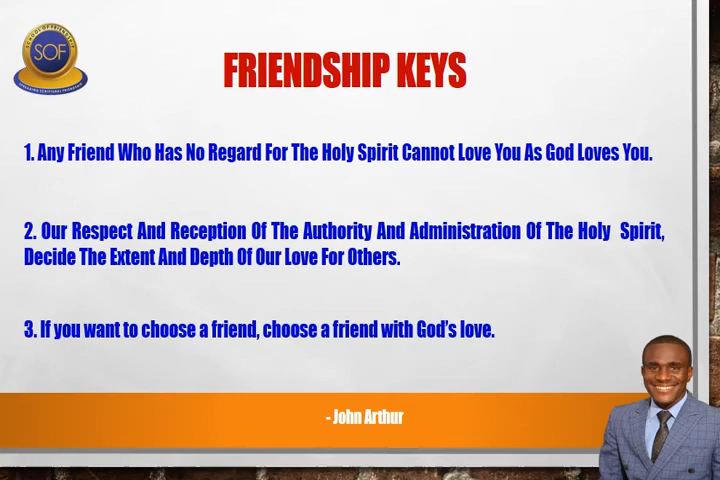 SCHOOL OF FRIENDSHIP
SOF
FRIENDSHIP KEYS
1. Any Friend Who Has No Regard For The Holy Spirit Cannot Love You As God Loves You.
2. Our Respect And Reception Of The Authority And Administration Of The Holy Spirit,
Decide The Extent And Depth Of Our Love For Others.
3. If you want to choose a friend, choose a friend with God's love.
- John Arthur